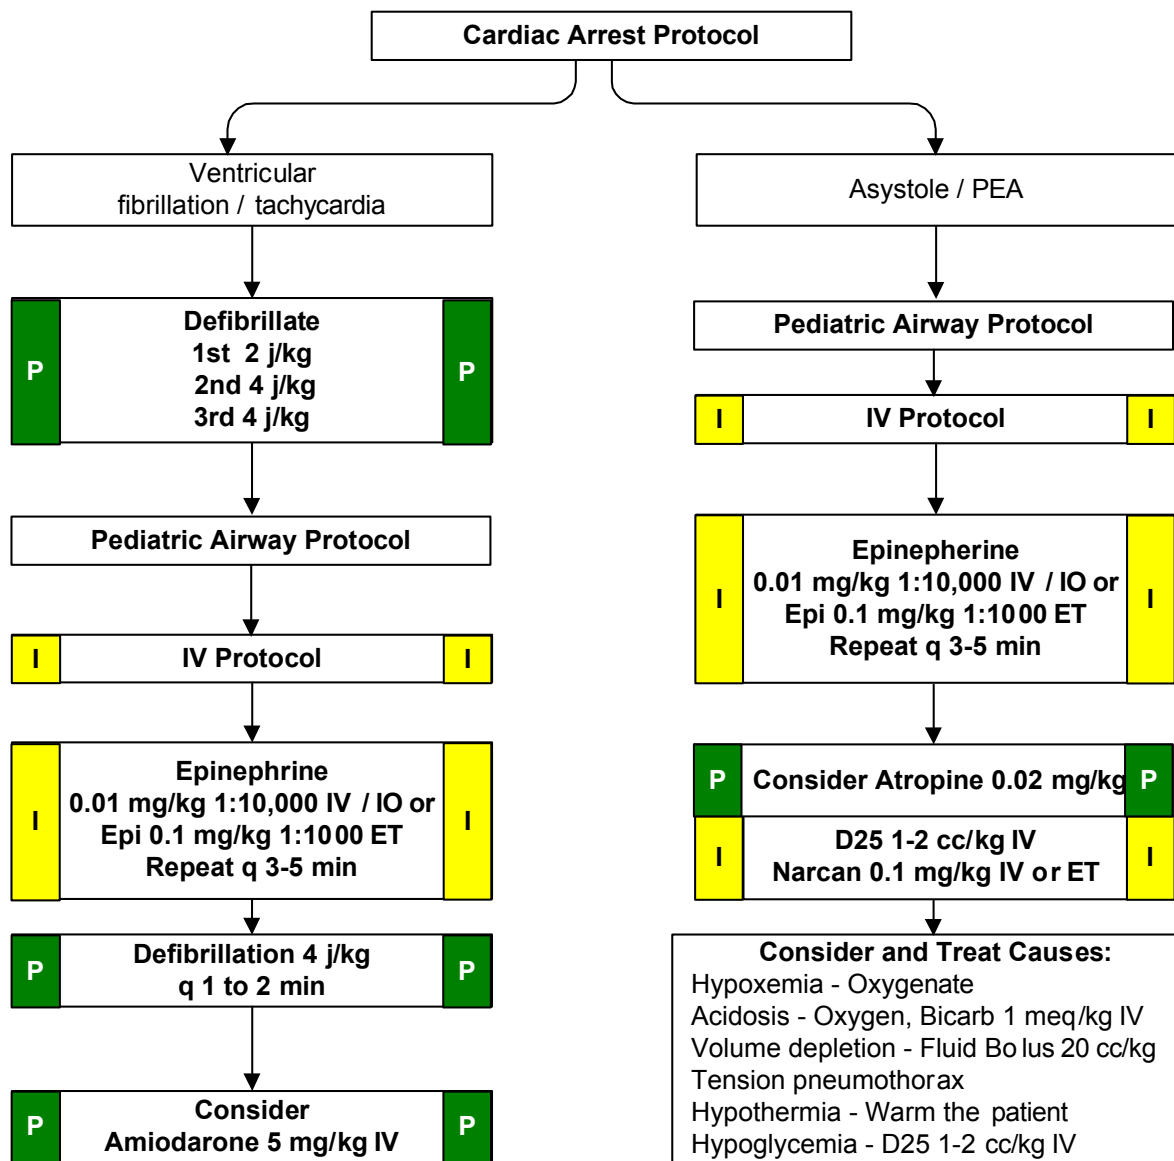 Cardiac Arrest Protocol
Ventricular
fibrillation / tachycardia
P
Defibrillate
1st 2 j/kg
2nd 4 j/kg
3rd 4 j/kg
P
Pediatric Airway Protocol
I
IV Protocol
I
I
Epinephrine
0.01 mg/kg 1:10,000 IV / IO or
Epi 0.1 mg/kg 1:1000 ET
Repeat q 3-5 min
I
P
Defibrillation 4 j/kg
q 1 to 2 min
P
P
Consider
Amiodarone 5 mg/kg IV
P
Asystole / PEA
Pediatric Airway Protocol
I
IV Protocol
I
I
Epinepherine
0.01 mg/kg 1:10,000 IV / IO or
Epi 0.1 mg/kg 1:1000 ET
Repeat q 3-5 min
I
P
Consider Atropine 0.02 mg/kg
P
I
D25 1-2 cc/kg IV
Narcan 0.1 mg/kg IV or ET
I
Consider and Treat Causes:
Hypoxemia - Oxygenate
Acidosis - Oxygen, Bicarb 1 meq/kg IV
Volume depletion - Fluid Bolus 20 cc/kg
Tension pneumothorax
Hypothermia - Warm the patient
Hypoglycemia - D25 1-2 cc/kg IV